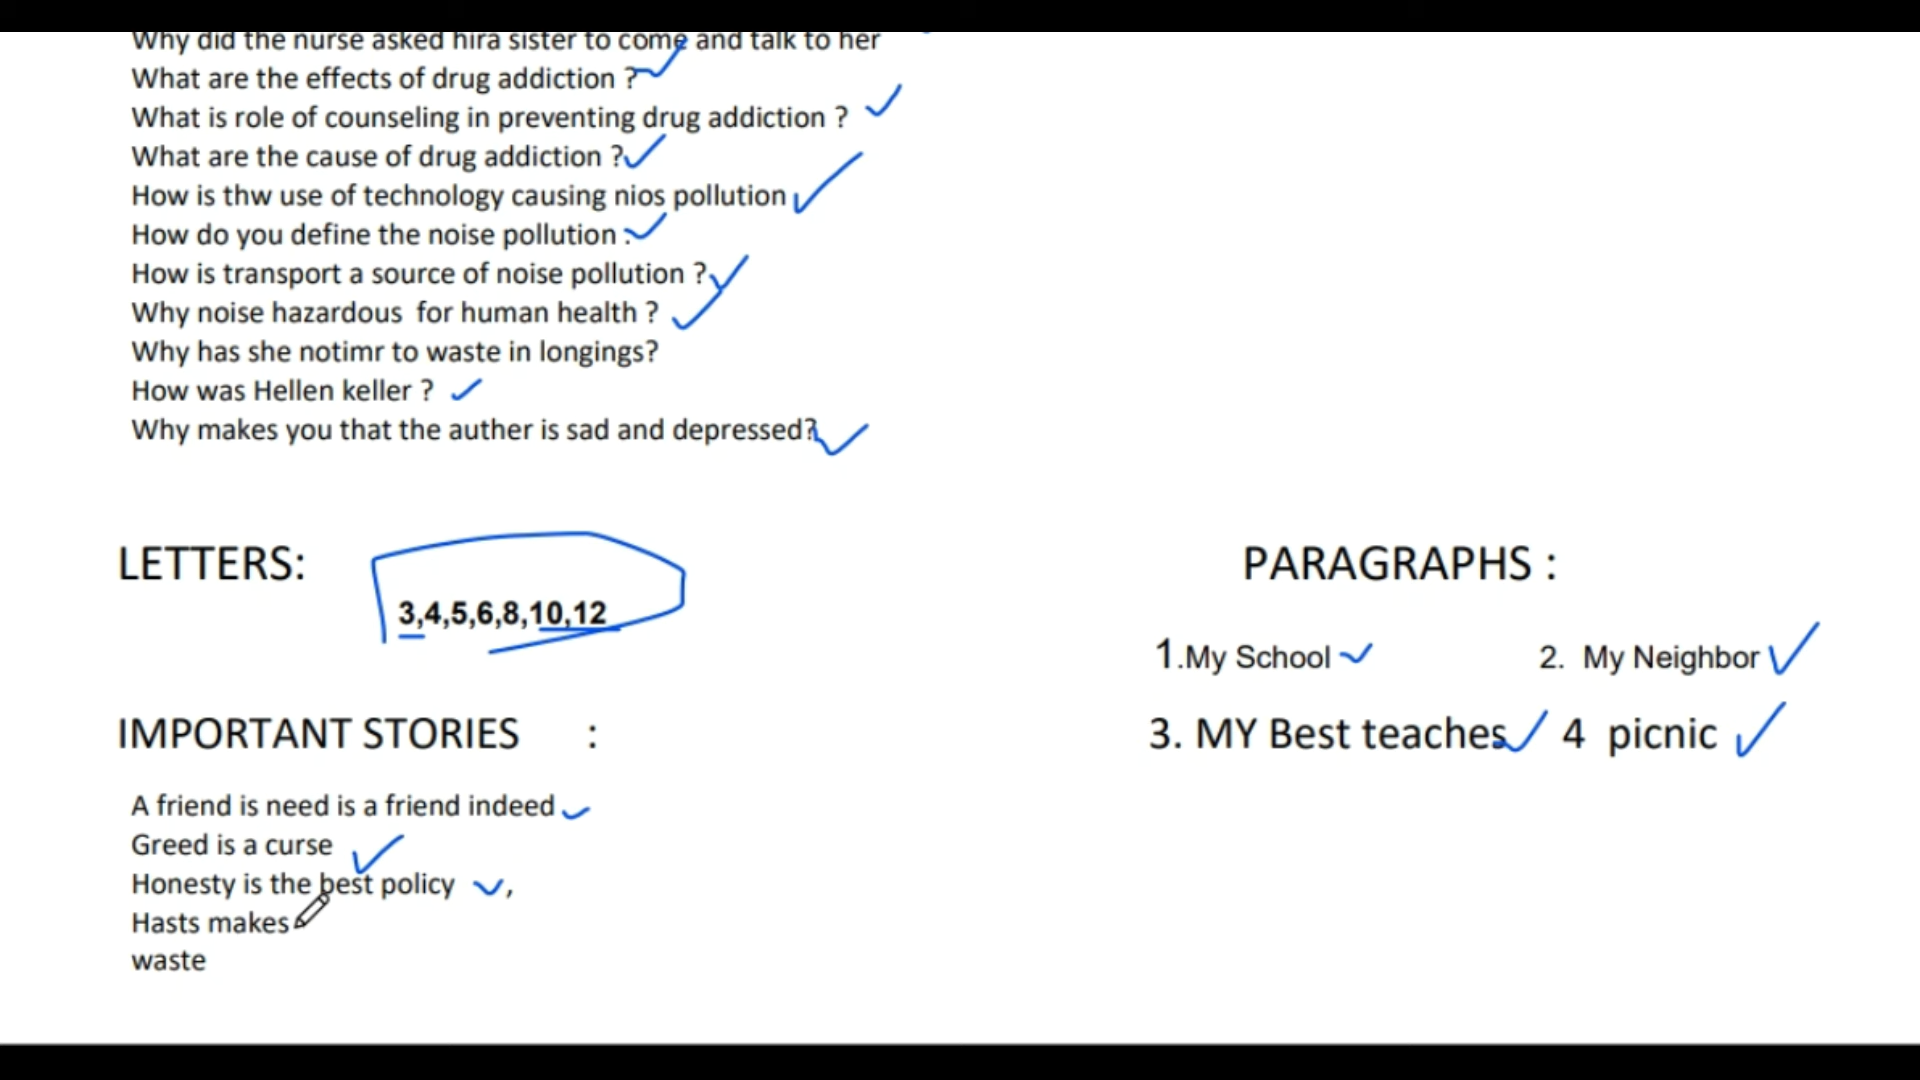 Why did the nurse asked hira sister to come and talk to her
What are the effects of drug addiction ?
What is role of counseling in preventing drug addiction ?
What are the cause of drug addiction ?
How is thw use of technology causing nios pollution
How do you define the noise pollution :
How is transport a source of noise pollution ?
Why noise hazardous for human health ?
Why has she notimr to waste in longings?
How was Hellen keller ?
Why makes you that the auther is sad and depressed?
LETTERS:
3,4,5,6,8,10,12
PARAGRAPHS :
1.My School 2. My Neighbor
3. MY Best teaches 4 picnic
IMPORTANT STORIES :
A friend is need is a friend indeed
Greed is a curse
Honesty is the best policy ,
Hasts makes
waste